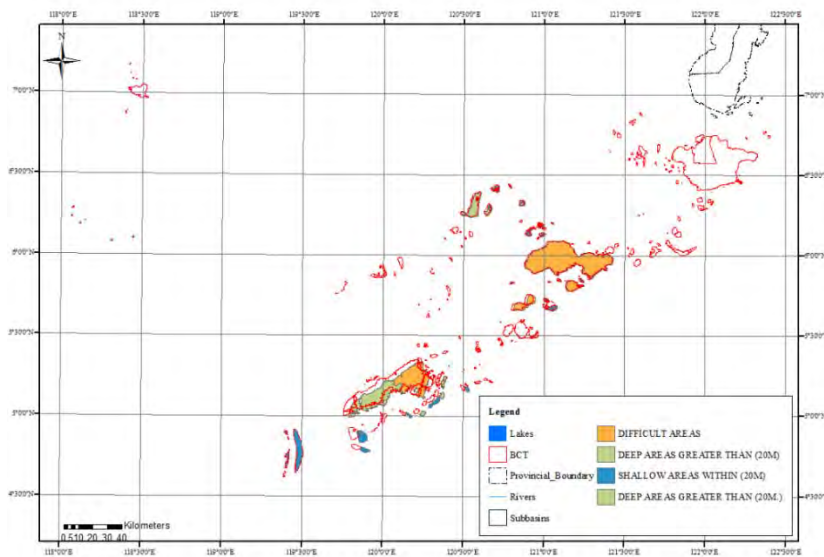 118°0'0"E 118°30'0"E 119°0'0"E 119°30'0"E 120°0'0"E 120°30'0"E 121°0'0"E 121°30'0"E 122°0'0"E 122°30'0"E
N
7°0'0"N 7°0'0"N
6°30'0"N 6°30'0"N
6°0'0"N 6°0'0"N
5°30'0"N 5°30'0"N
5°0'0"N 5°0'0"N
4°30'0"N 4°30'0"N
Legend
Lakes
BCT
Provincial_Boundary
Rivers
Subbasins
DIFFICULT AREAS
DEEP AREAS GREATER THAN (20M)
SHALLOW AREAS WITHIN (20M)
DEEP AREAS GREATER THAN (20M.)
Kilometers
0 510 20 30 40
118°0'0"E 118°30'0"E 119°0'0"E 119°30'0"E 120°0'0"E 120°30'0"E 121°0'0"E 121°30'0"E 122°0'0"E 122°30'0"E